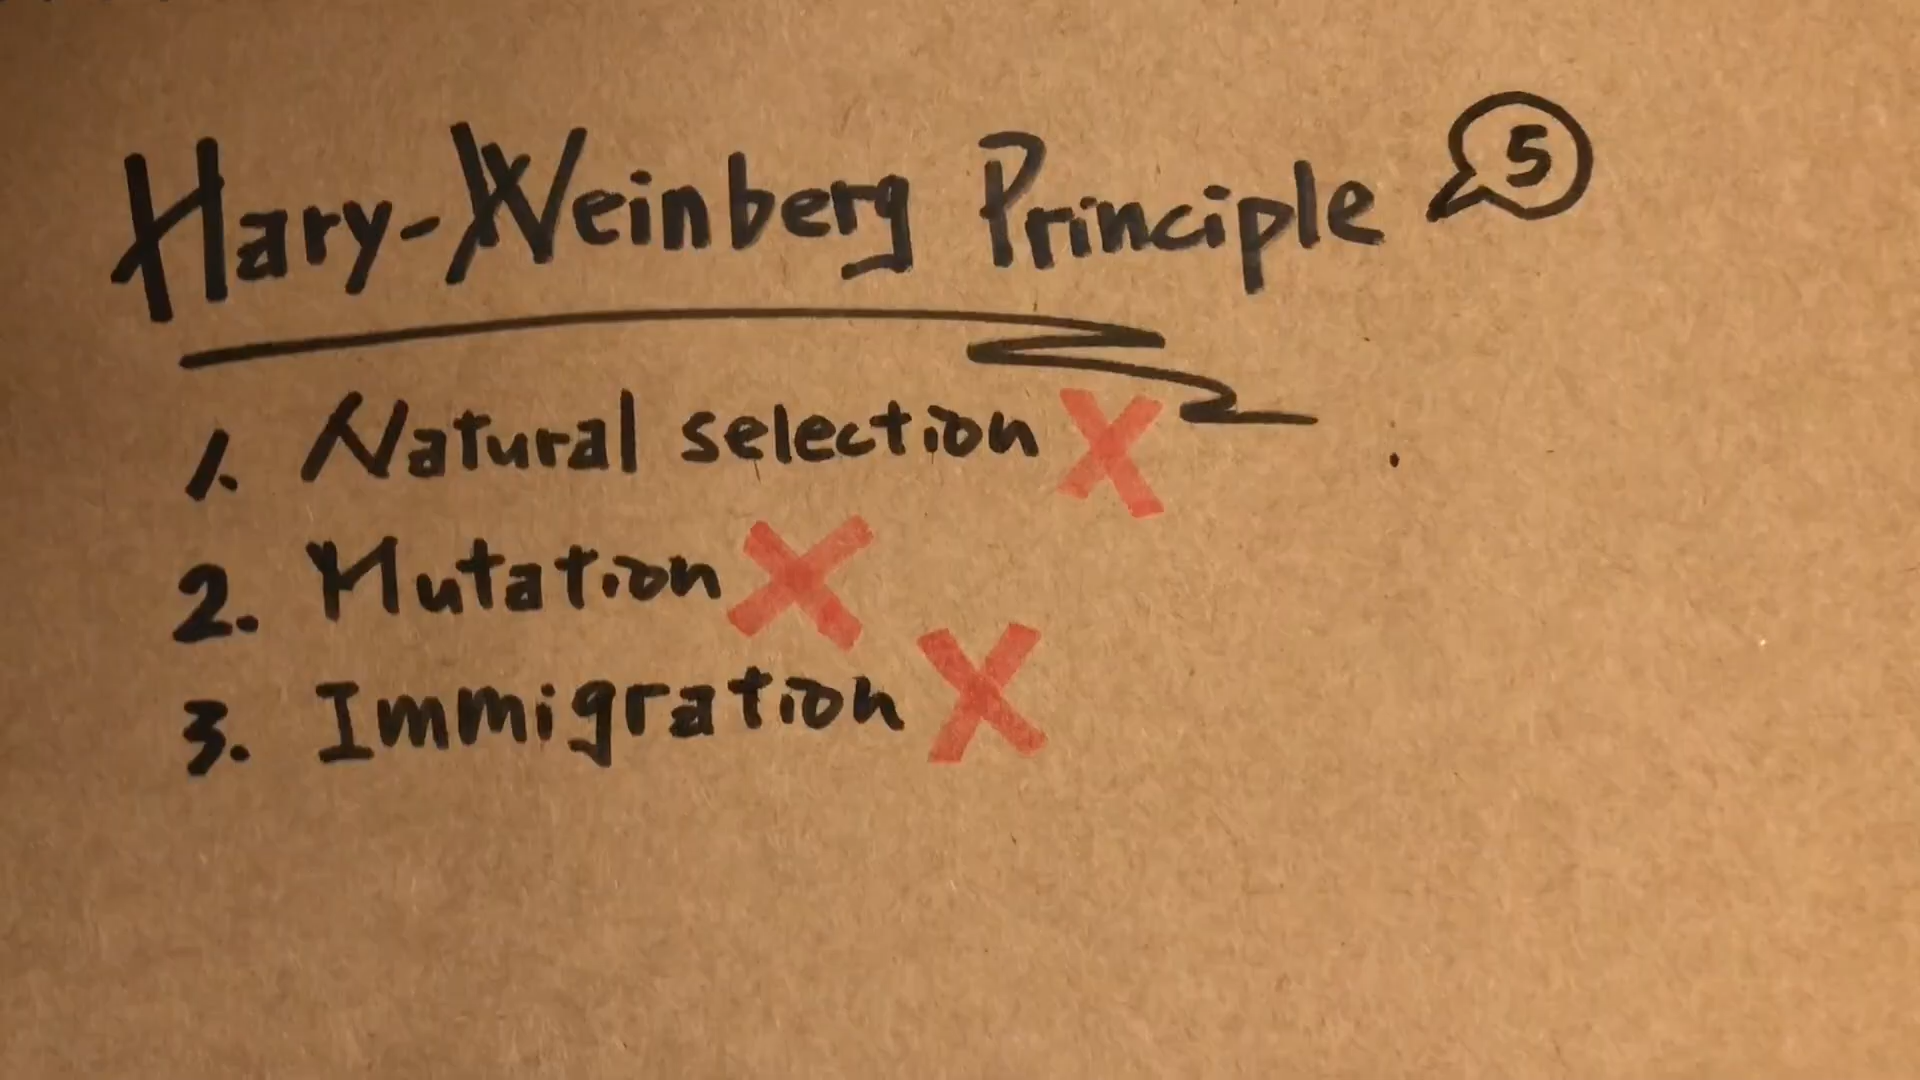 Hary-Weinberg Principle 5
1. Natural selection X
2. Mutation X
3. Immigration X